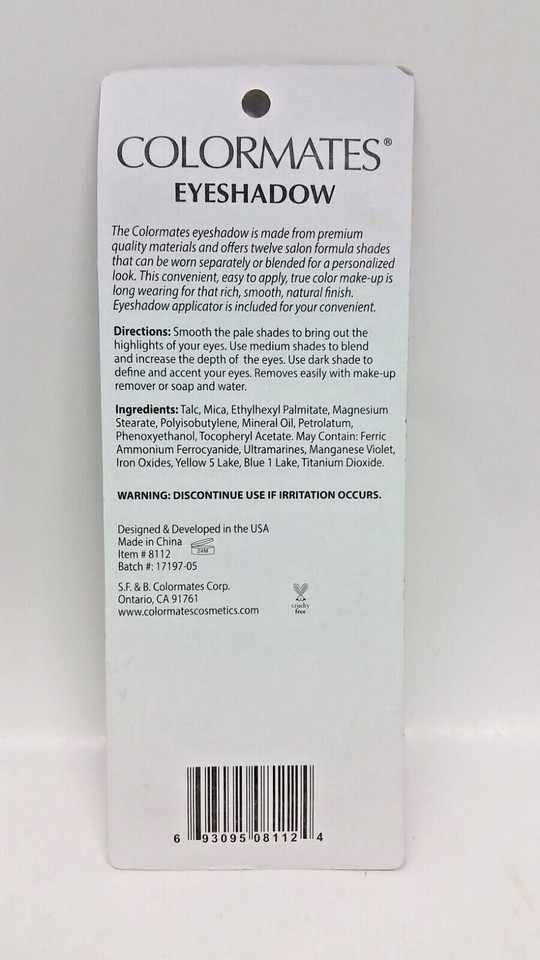 COLORMATES®
EYESHADOW
The Colormates eyeshadow is made from premium
quality materials and offers twelve salon formula shades
that can be worn separately or blended for a personalized
look. This convenient, easy to apply, true color make-up is
long wearing for that rich, smooth, natural finish.
Eyeshadow applicator is included for your convenient.
Directions: Smooth the pale shades to bring out the
highlights of your eyes. Use medium shades to blend
and increase the depth of the eyes. Use dark shade to
define and accent your eyes. Removes easily with make-up
remover or soap and water.
Ingredients: Talc, Mica, Ethylhexyl Palmitate, Magnesium
Stearate, Polyisobutylene, Mineral Oil, Petrolatum,
Phenoxyethanol, Tocopheryl Acetate. May Contain: Ferric
Ammonium Ferrocyanide, Ultramarines, Manganese Violet,
Iron Oxides, Yellow 5 Lake, Blue 1 Lake, Titanium Dioxide.
WARNING: DISCONTINUE USE IF IRRITATION OCCURS.
Designed & Developed in the USA
Made in China
24M
Item # 8112
Batch #: 17197-05
S.F. & B. Colormates Corp.
Ontario, CA 91761
www.colormatescosmetics.com
cruelty
free
6 93095 08112 4